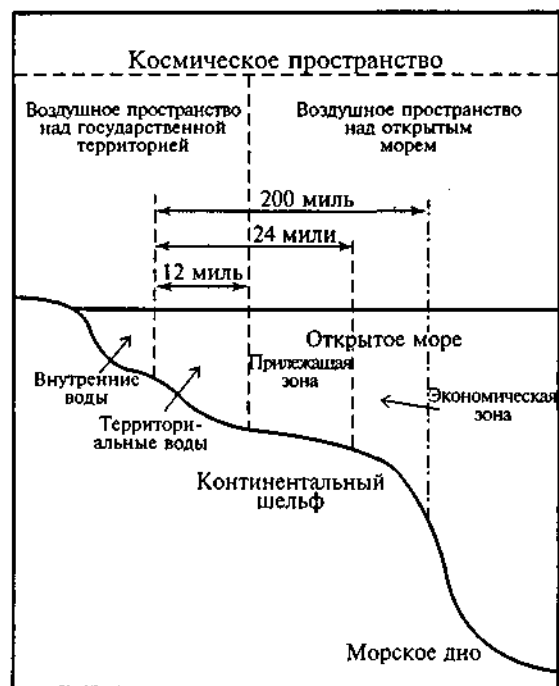 Космическое пространство
Воздушное пространство
над государственной
территорией
Воздушное пространство
над открытым
морем
200 миль
24 мили
12 миль
Открытое море
Прилежащая
зона
Внутренние
воды
Территори-
альные воды
Экономическая
зона
Континентальный
шельф
Морское дно